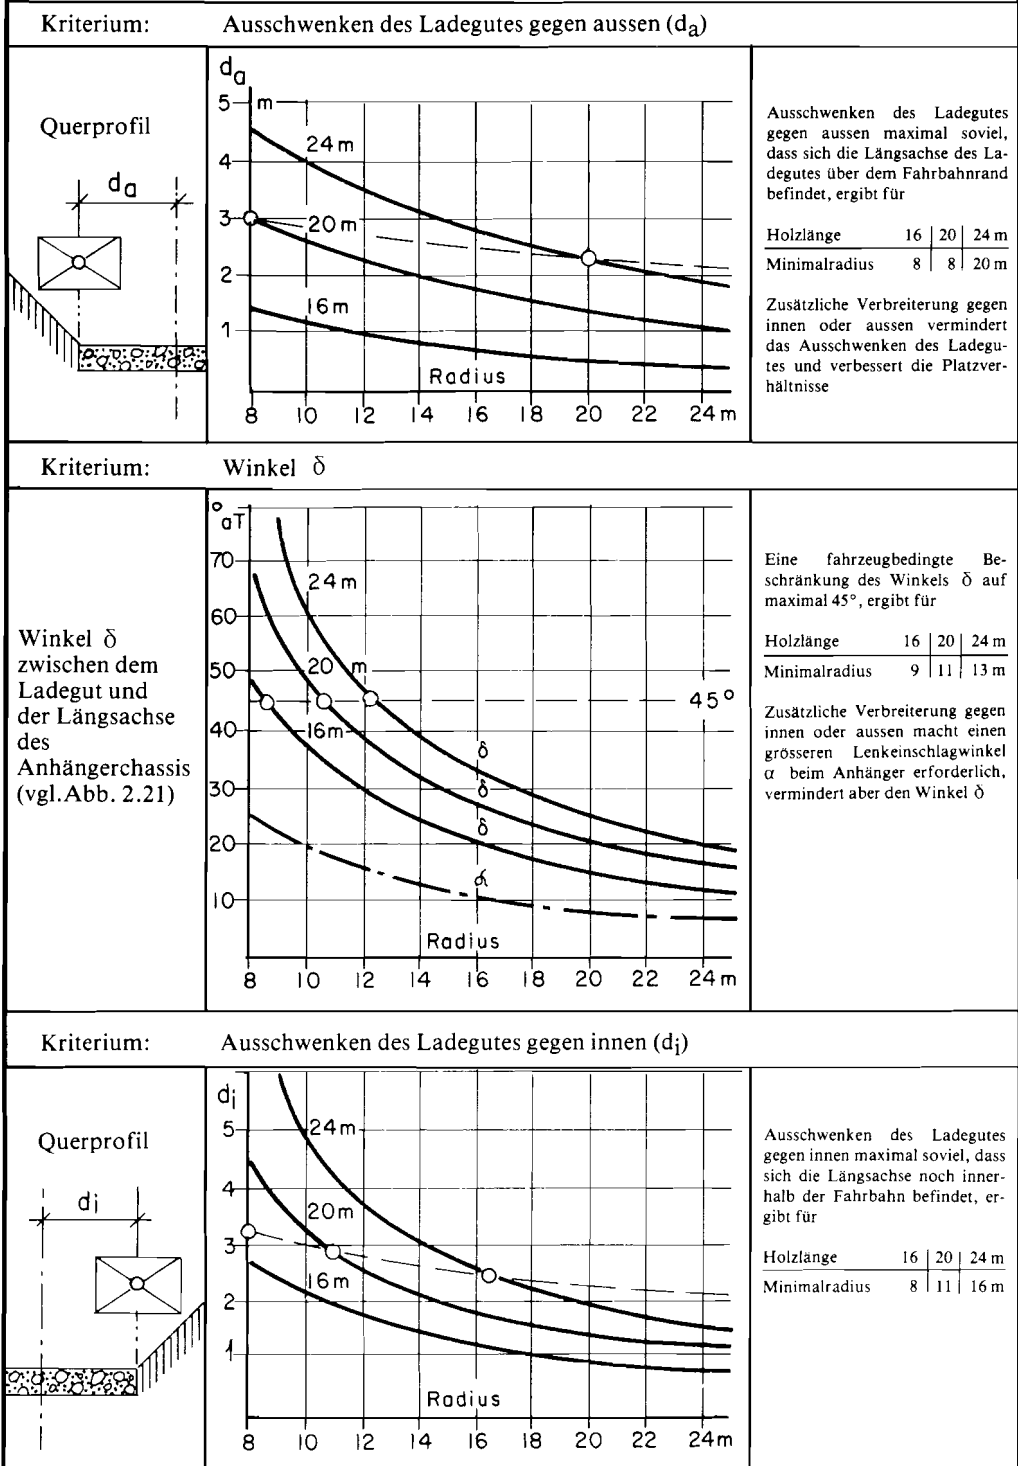 Kriterium: Ausschwenken des Ladegutes gegen aussen (da)
Querprofil
da
da
5 m
4
3
2
1
24 m
20 m
16 m
Radius
8 10 12 14 16 18 20 22 24 m
Ausschwenken des Ladegutes
gegen aussen maximal soviel,
dass sich die Längsachse des La-
degutes über dem Fahrbahnrand
befindet, ergibt für
Holzlänge 16 | 20 | 24 m
Minimalradius 8 | 8 | 20 m
Zusätzliche Verbreiterung gegen
innen oder aussen vermindert
das Ausschwenken des Ladegu-
tes und verbessert die Platzver-
hältnisse
Kriterium: Winkel δ
Winkel δ
zwischen dem
Ladegut und
der Längsachse
des
Anhängerchassis
(vgl.Abb. 2.21)
° aT
70
60
50
40
30
20
10
24 m
20 m
16m
45°
δ
δ
δ
α
Radius
8 10 12 14 16 18 20 22 24 m
Eine fahrzeugbedingte Be-
schränkung des Winkels δ auf
maximal 45°, ergibt für
Holzlänge 16 | 20 | 24 m
Minimalradius 9 | 11 | 13 m
Zusätzliche Verbreiterung gegen
innen oder aussen macht einen
grösseren Lenkeinschlagwinkel
α beim Anhänger erforderlich,
vermindert aber den Winkel δ
Kriterium: Ausschwenken des Ladegutes gegen innen (di)
Querprofil
di
di
5
4
3
2
1
24 m
20 m
16 m
Radius
8 10 12 14 16 18 20 22 24 m
Ausschwenken des Ladegutes
gegen innen maximal soviel, dass
sich die Längsachse noch inner-
halb der Fahrbahn befindet, er-
gibt für
Holzlänge 16 | 20 | 24 m
Minimalradius 8 | 11 | 16 m